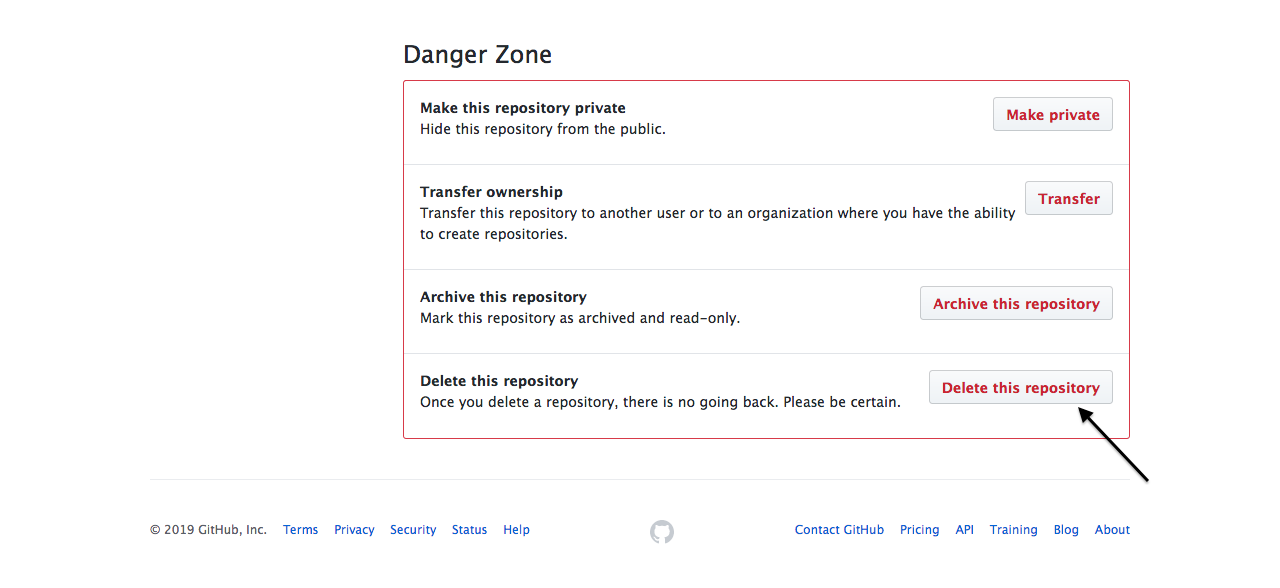 Danger Zone
Make this repository private
Hide this repository from the public.
Make private
Transfer ownership
Transfer this repository to another user or to an organization where you have the ability
to create repositories.
Transfer
Archive this repository
Mark this repository as archived and read-only.
Archive this repository
Delete this repository
Once you delete a repository, there is no going back. Please be certain.
Delete this repository
© 2019 GitHub, Inc. Terms Privacy Security Status Help Contact GitHub Pricing API Training Blog About